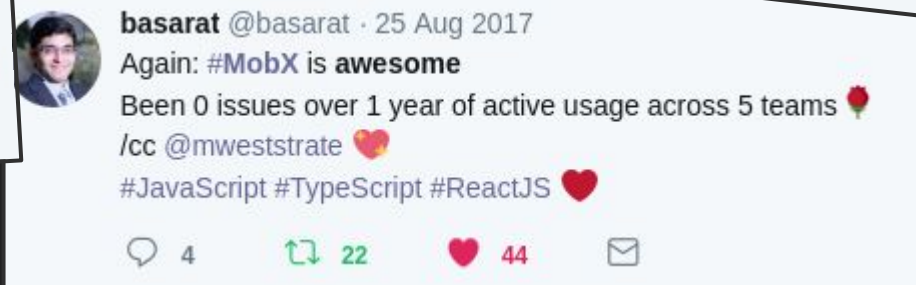 basarat @basarat · 25 Aug 2017
Again: #MobX is awesome
Been 0 issues over 1 year of active usage across 5 teams 🌹
/cc @mweststrate 💖
#JavaScript #TypeScript #ReactJS ❤️
4 22 44